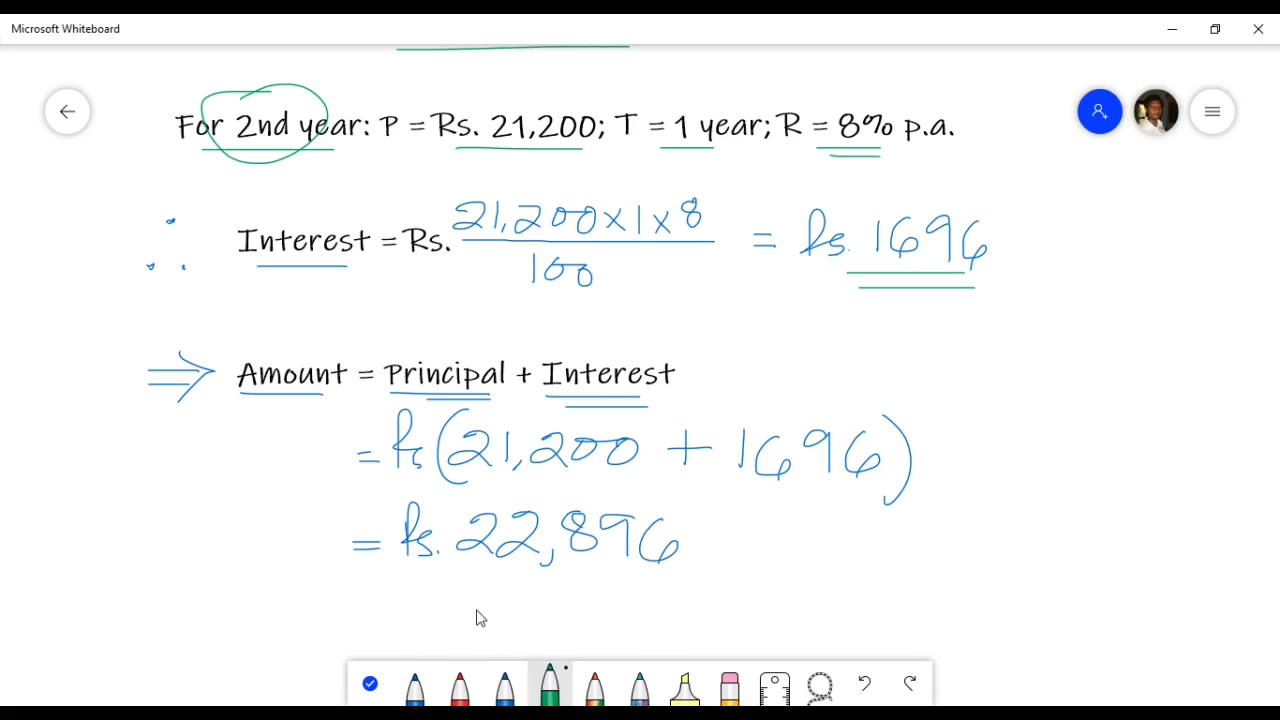 Microsoft Whiteboard
For 2nd year: P = Rs. 21,200; T = 1 year; R = 8% p.a.
∴ Interest = Rs. 21,200 × 1 × 8 / 100 = Rs. 1696
⇒ Amount = Principal + Interest
= Rs (21,200 + 1696)
= Rs. 22,896